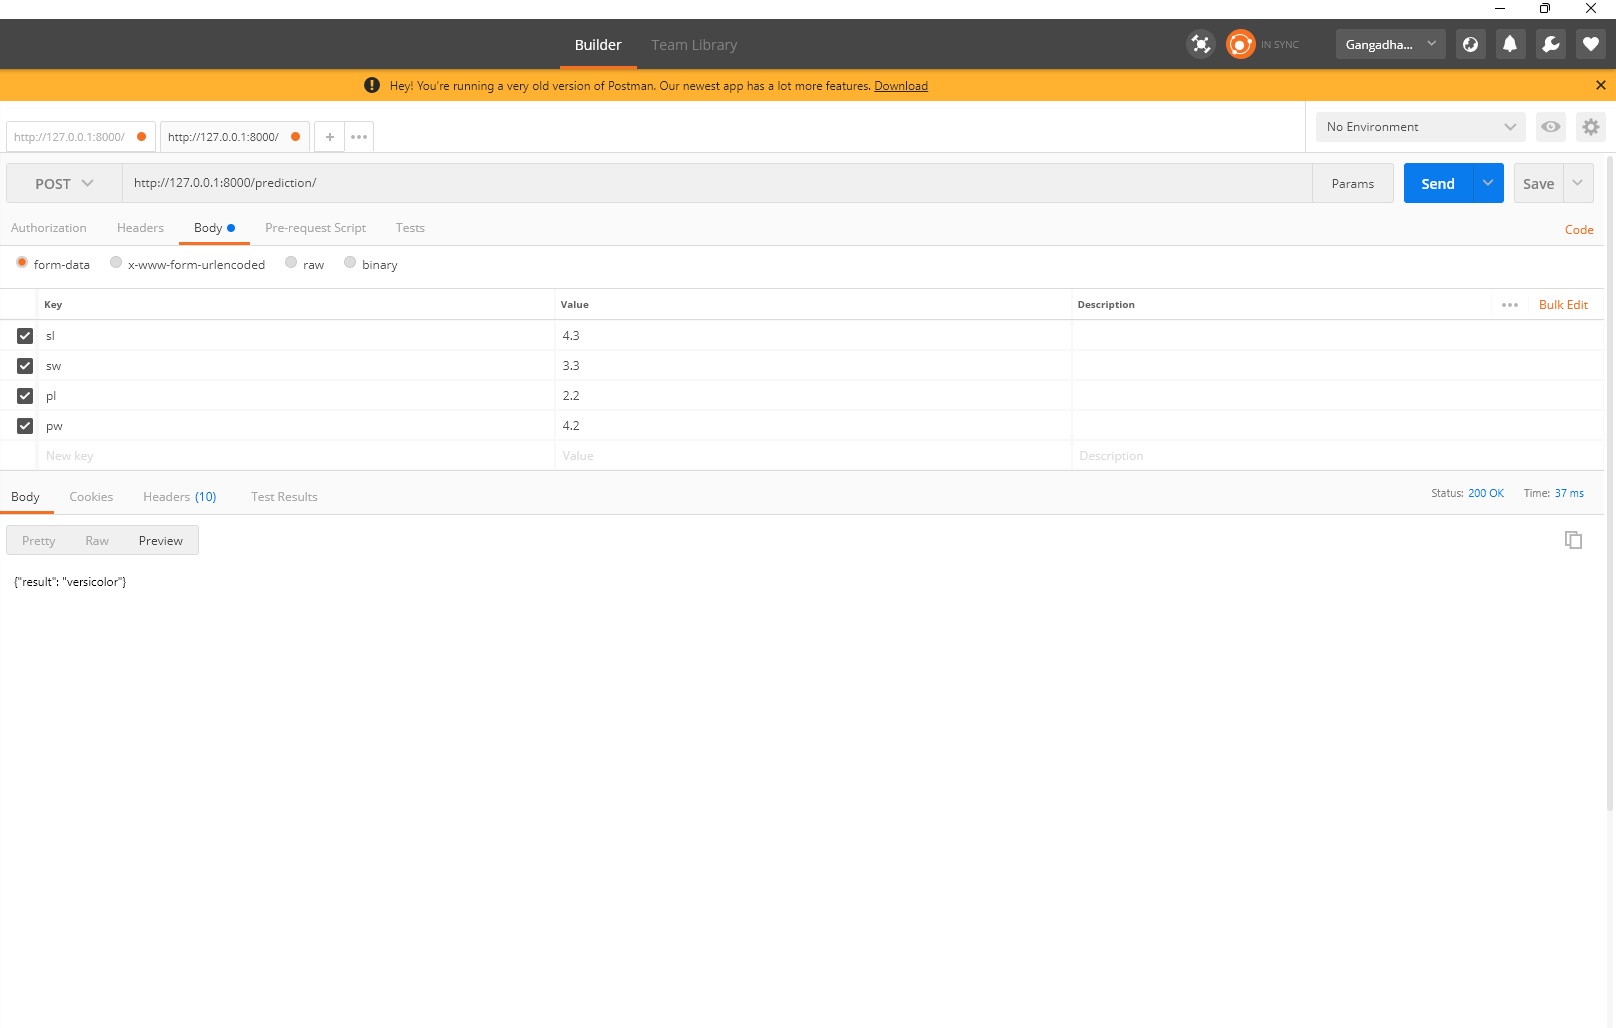 Builder Team Library IN SYNC Gangadha...
Hey! You're running a very old version of Postman. Our newest app has a lot more features. Download
http://127.0.0.1:8000/ http://127.0.0.1:8000/ No Environment
POST http://127.0.0.1:8000/prediction/ Params Send Save
Authorization Headers Body Pre-request Script Tests Code
form-data x-www-form-urlencoded raw binary
Key Value Description Bulk Edit
sl 4.3
sw 3.3
pl 2.2
pw 4.2
New key Value Description
Body Cookies Headers (10) Test Results Status: 200 OK Time: 37 ms
Pretty Raw Preview
{"result": "versicolor"}